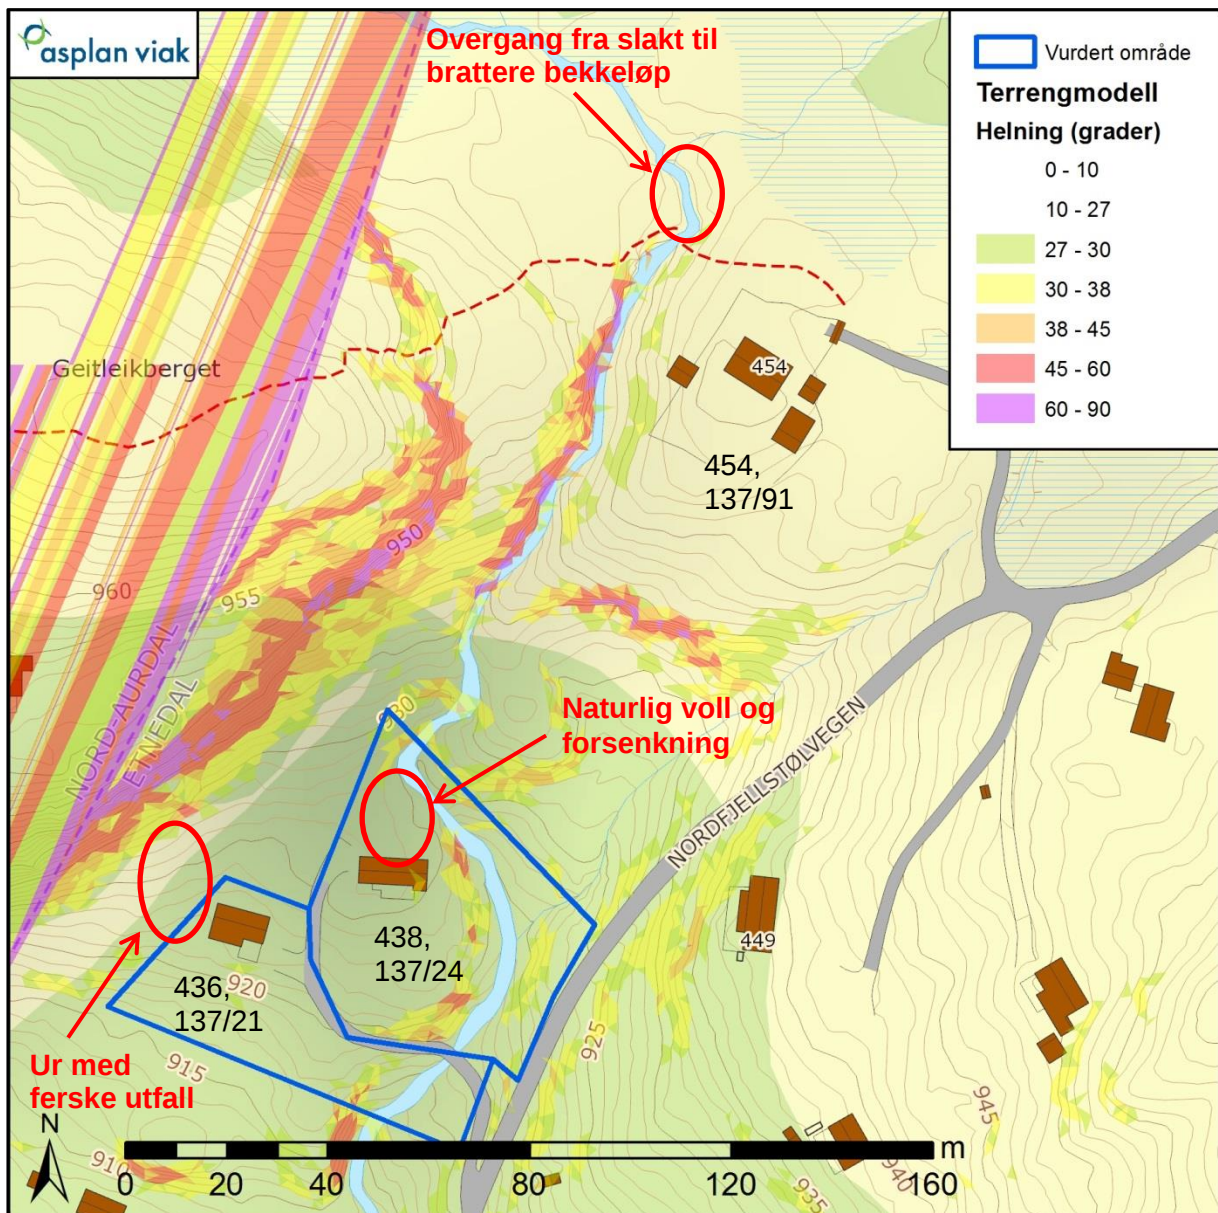 asplan viak
Overgang fra slakt til
brattere bekkeløp
Vurdert område
Terrengmodell
Helning (grader)
0 - 10
10 - 27
27 - 30
30 - 38
38 - 45
45 - 60
60 - 90
Geitleikberget
454
454,
137/91
950
960
955
NORD-AURDAL
ETNEDAL
930
Naturlig voll og
forsenkning
NORDFJELLSTØLVEGEN
449
438,
137/24
436,
137/21
920
925
915
Ur med
ferske utfall
945
940
935
910
N
m
0 20 40 80 120 160